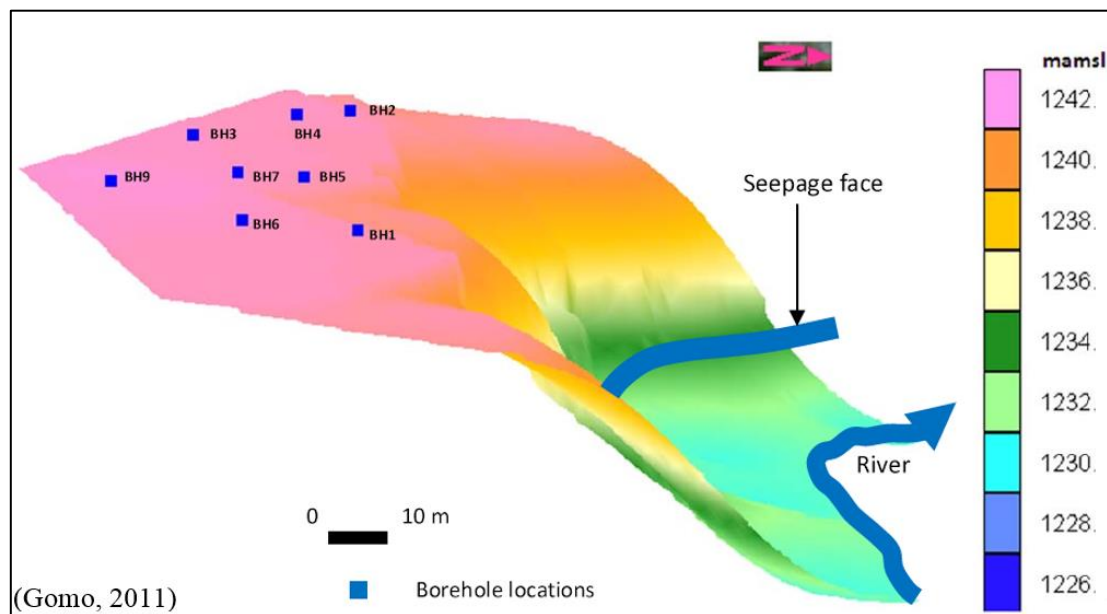 N
mamsl
1242.
1240.
1238.
1236.
1234.
1232.
1230.
1228.
1226.
BH2
BH4
BH3
BH7
BH5
BH9
BH6
BH1
Seepage face
River
0 10 m
Borehole locations
(Gomo, 2011)